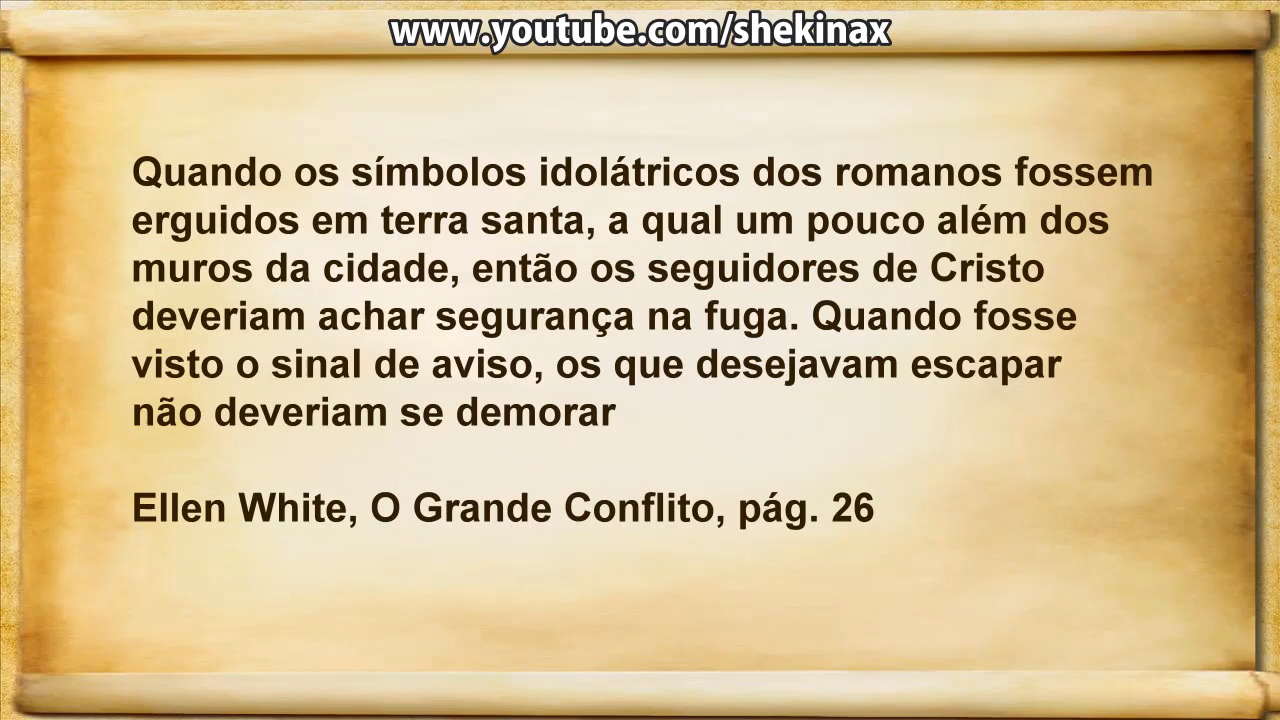 www.youtube.com/shekinax
Quando os símbolos idolátricos dos romanos fossem
erguidos em terra santa, a qual um pouco além dos
muros da cidade, então os seguidores de Cristo
deveriam achar segurança na fuga. Quando fosse
visto o sinal de aviso, os que desejavam escapar
não deveriam se demorar
Ellen White, O Grande Conflito, pág. 26